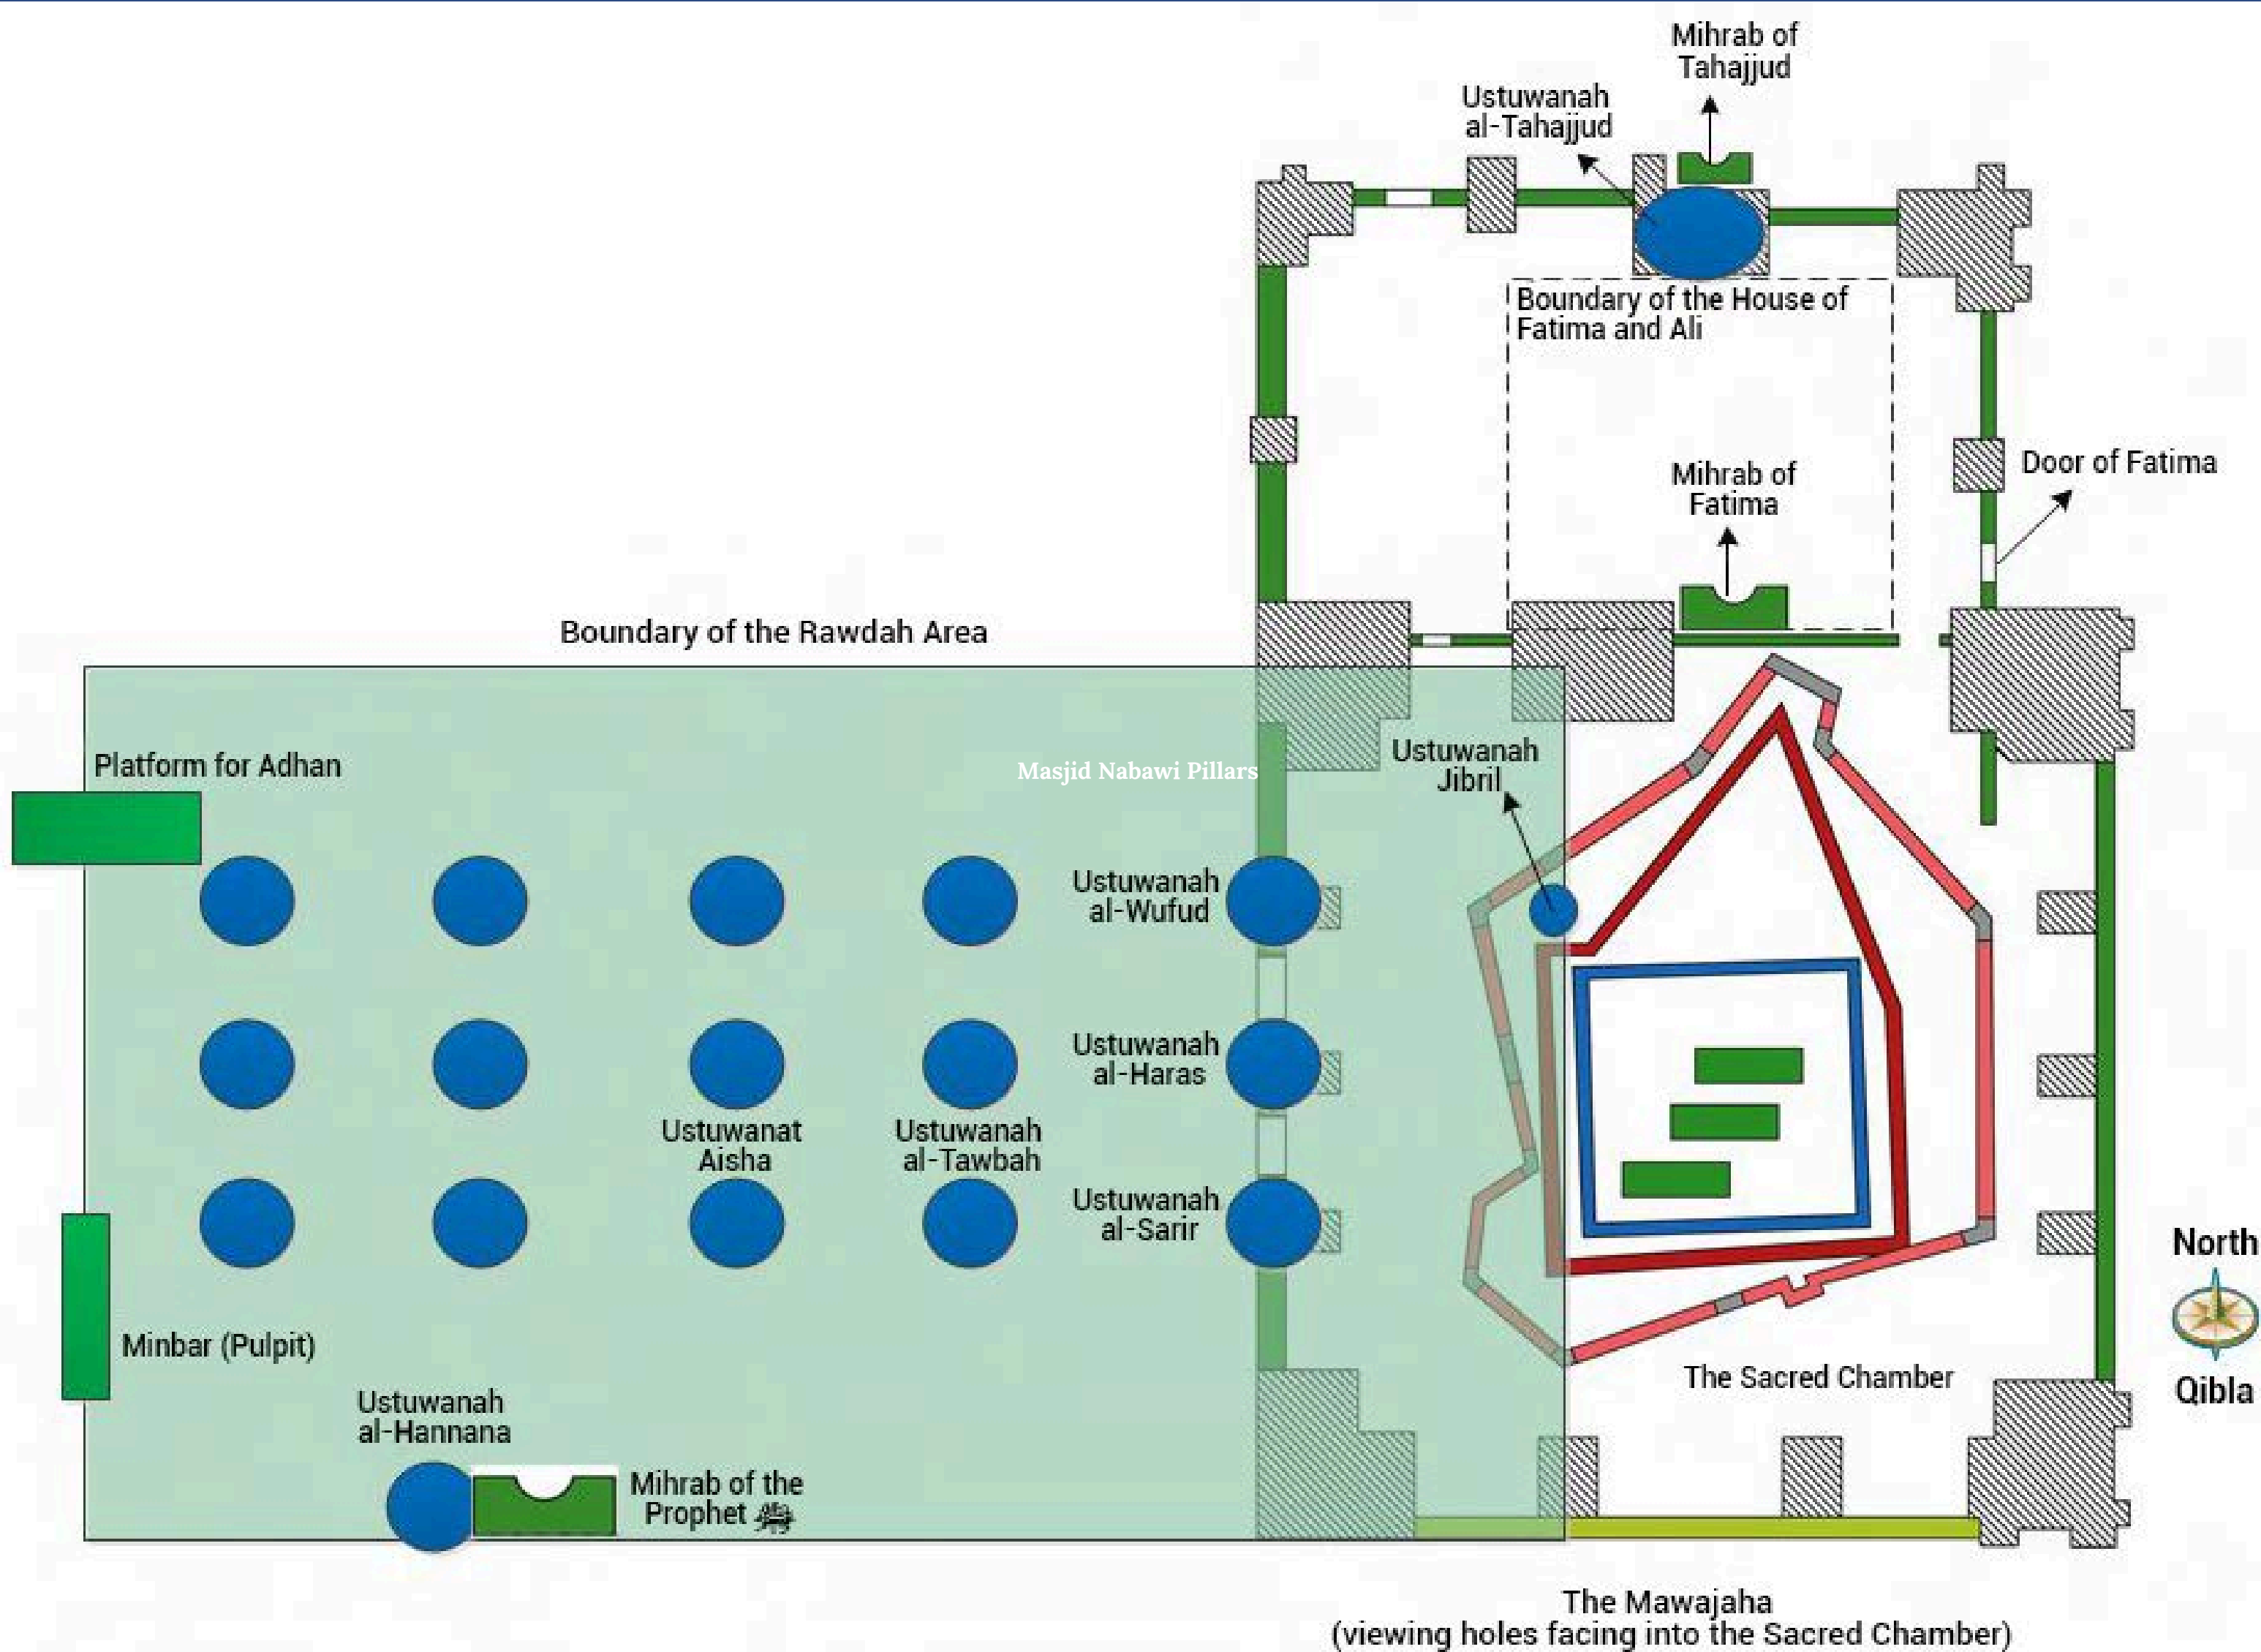 Mihrab of
Tahajjud
Ustuwanah
al-Tahajjud
Boundary of the House of
Fatima and Ali
Mihrab of
Fatima
Door of Fatima
Boundary of the Rawdah Area
Platform for Adhan
Masjid Nabawi Pillars
Ustuwanah
Jibril
Ustuwanah
al-Wufud
Ustuwanah
al-Haras
Ustuwanat
Aisha
Ustuwanah
al-Tawbah
Ustuwanah
al-Sarir
North
Qibla
Minbar (Pulpit)
The Sacred Chamber
Ustuwanah
al-Hannana
Mihrab of the
Prophet ﷺ
The Mawajaha
(viewing holes facing into the Sacred Chamber)